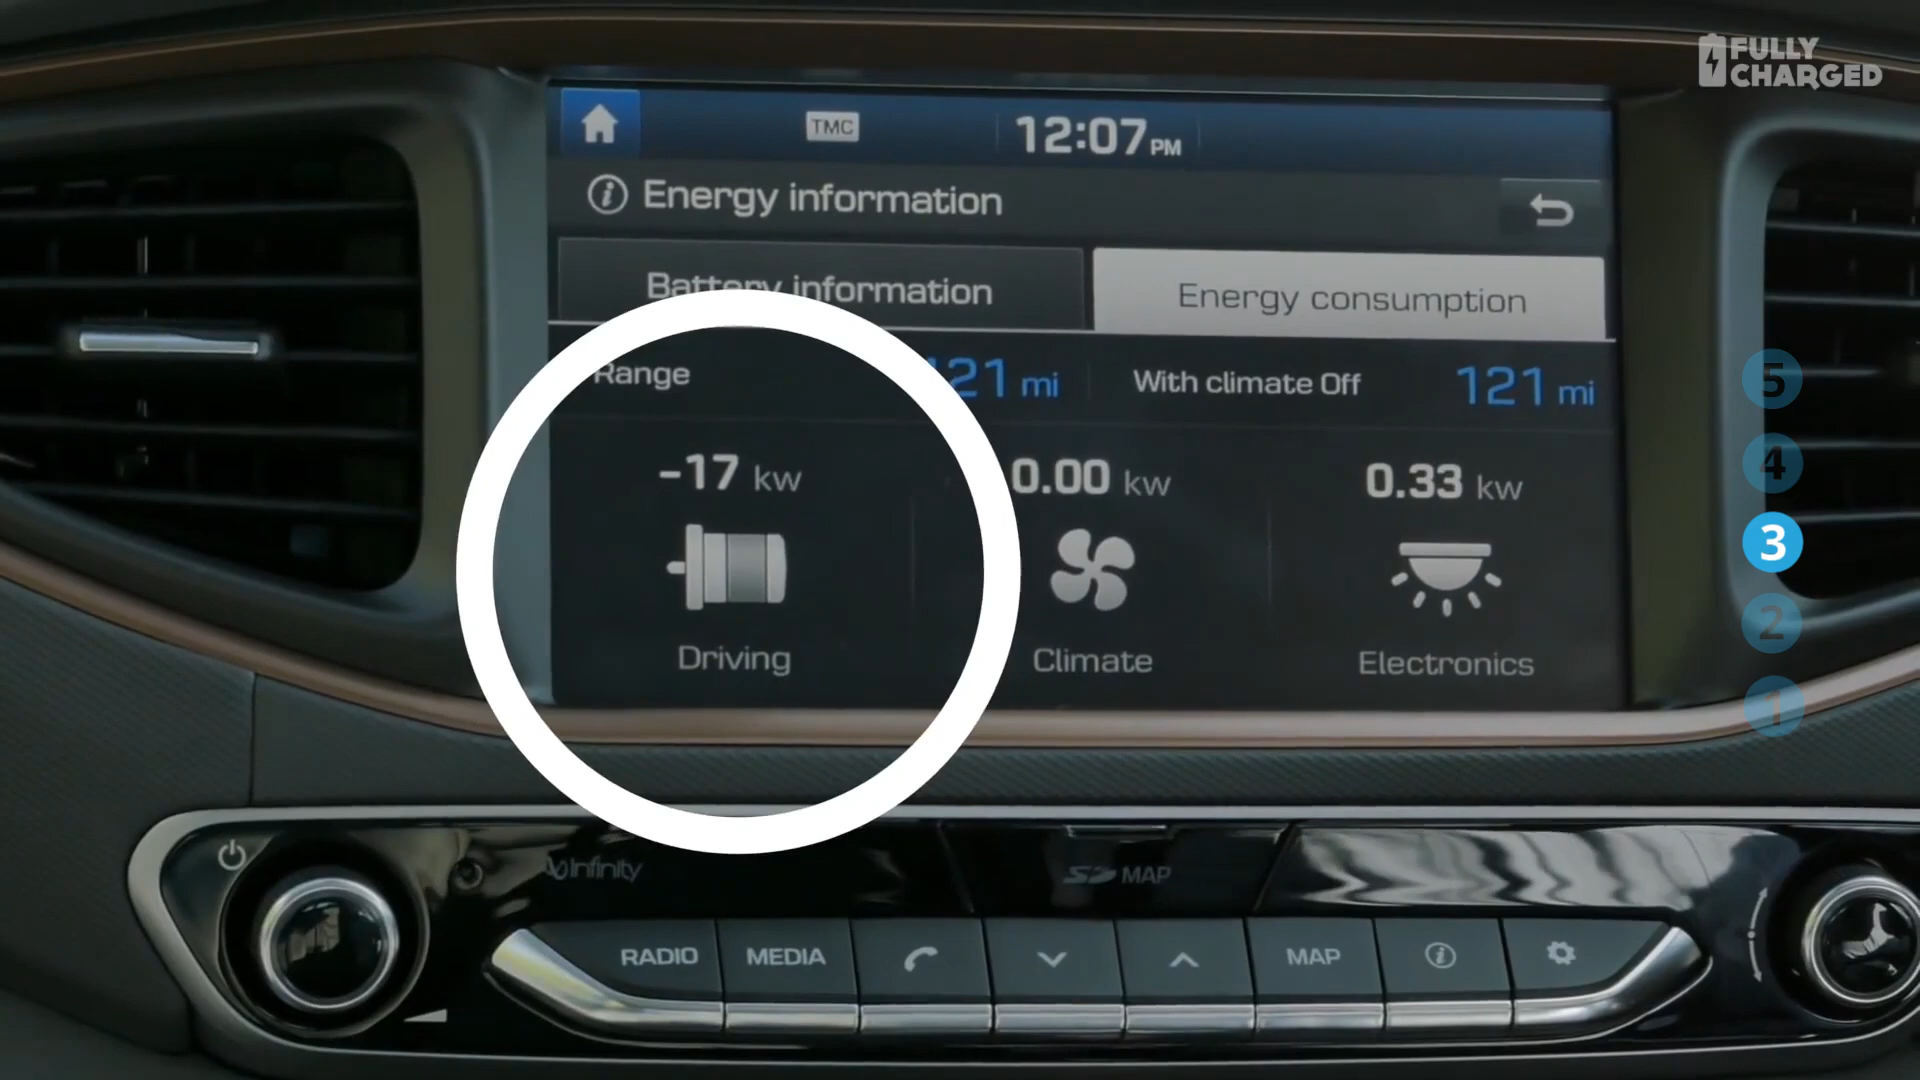 FULLY
CHARGED
TMC
12:07 PM
Energy information
Battery information
Energy consumption
Range
121 mi
With climate Off
121 mi
-17 kw
0.00 kw
0.33 kw
Driving
Climate
Electronics
5
4
3
2
1
Infinity
SD MAP
RADIO
MEDIA
MAP